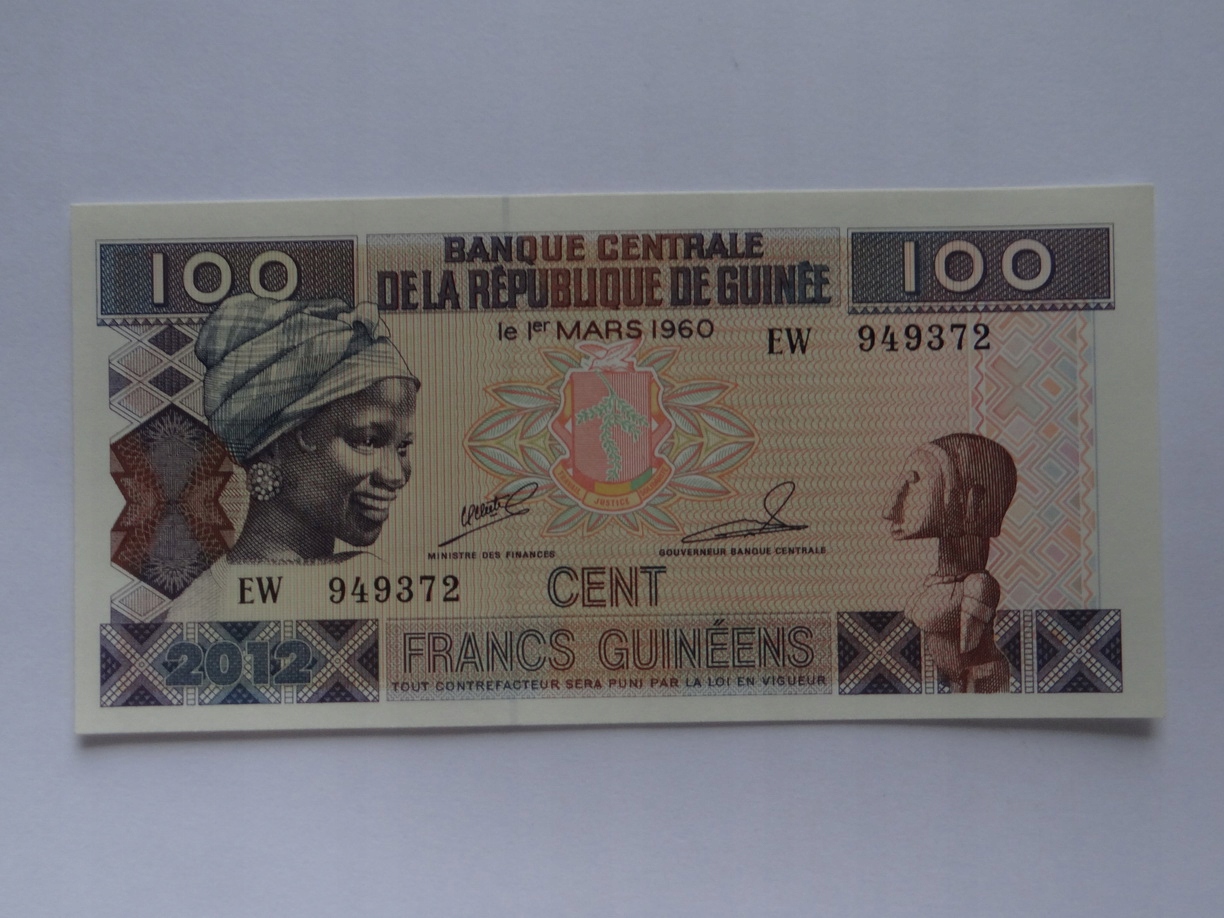 100
BANQUE CENTRALE
DE LA RÉPUBLIQUE DE GUINÉE
100
le 1er MARS 1960
EW 949372
JUSTICE
MINISTRE DES FINANCES
GOUVERNEUR BANQUE CENTRALE
EW 949372
CENT
FRANCS GUINÉENS
2012
TOUT CONTREFACTEUR SERA PUNI PAR LA LOI EN VIGUEUR